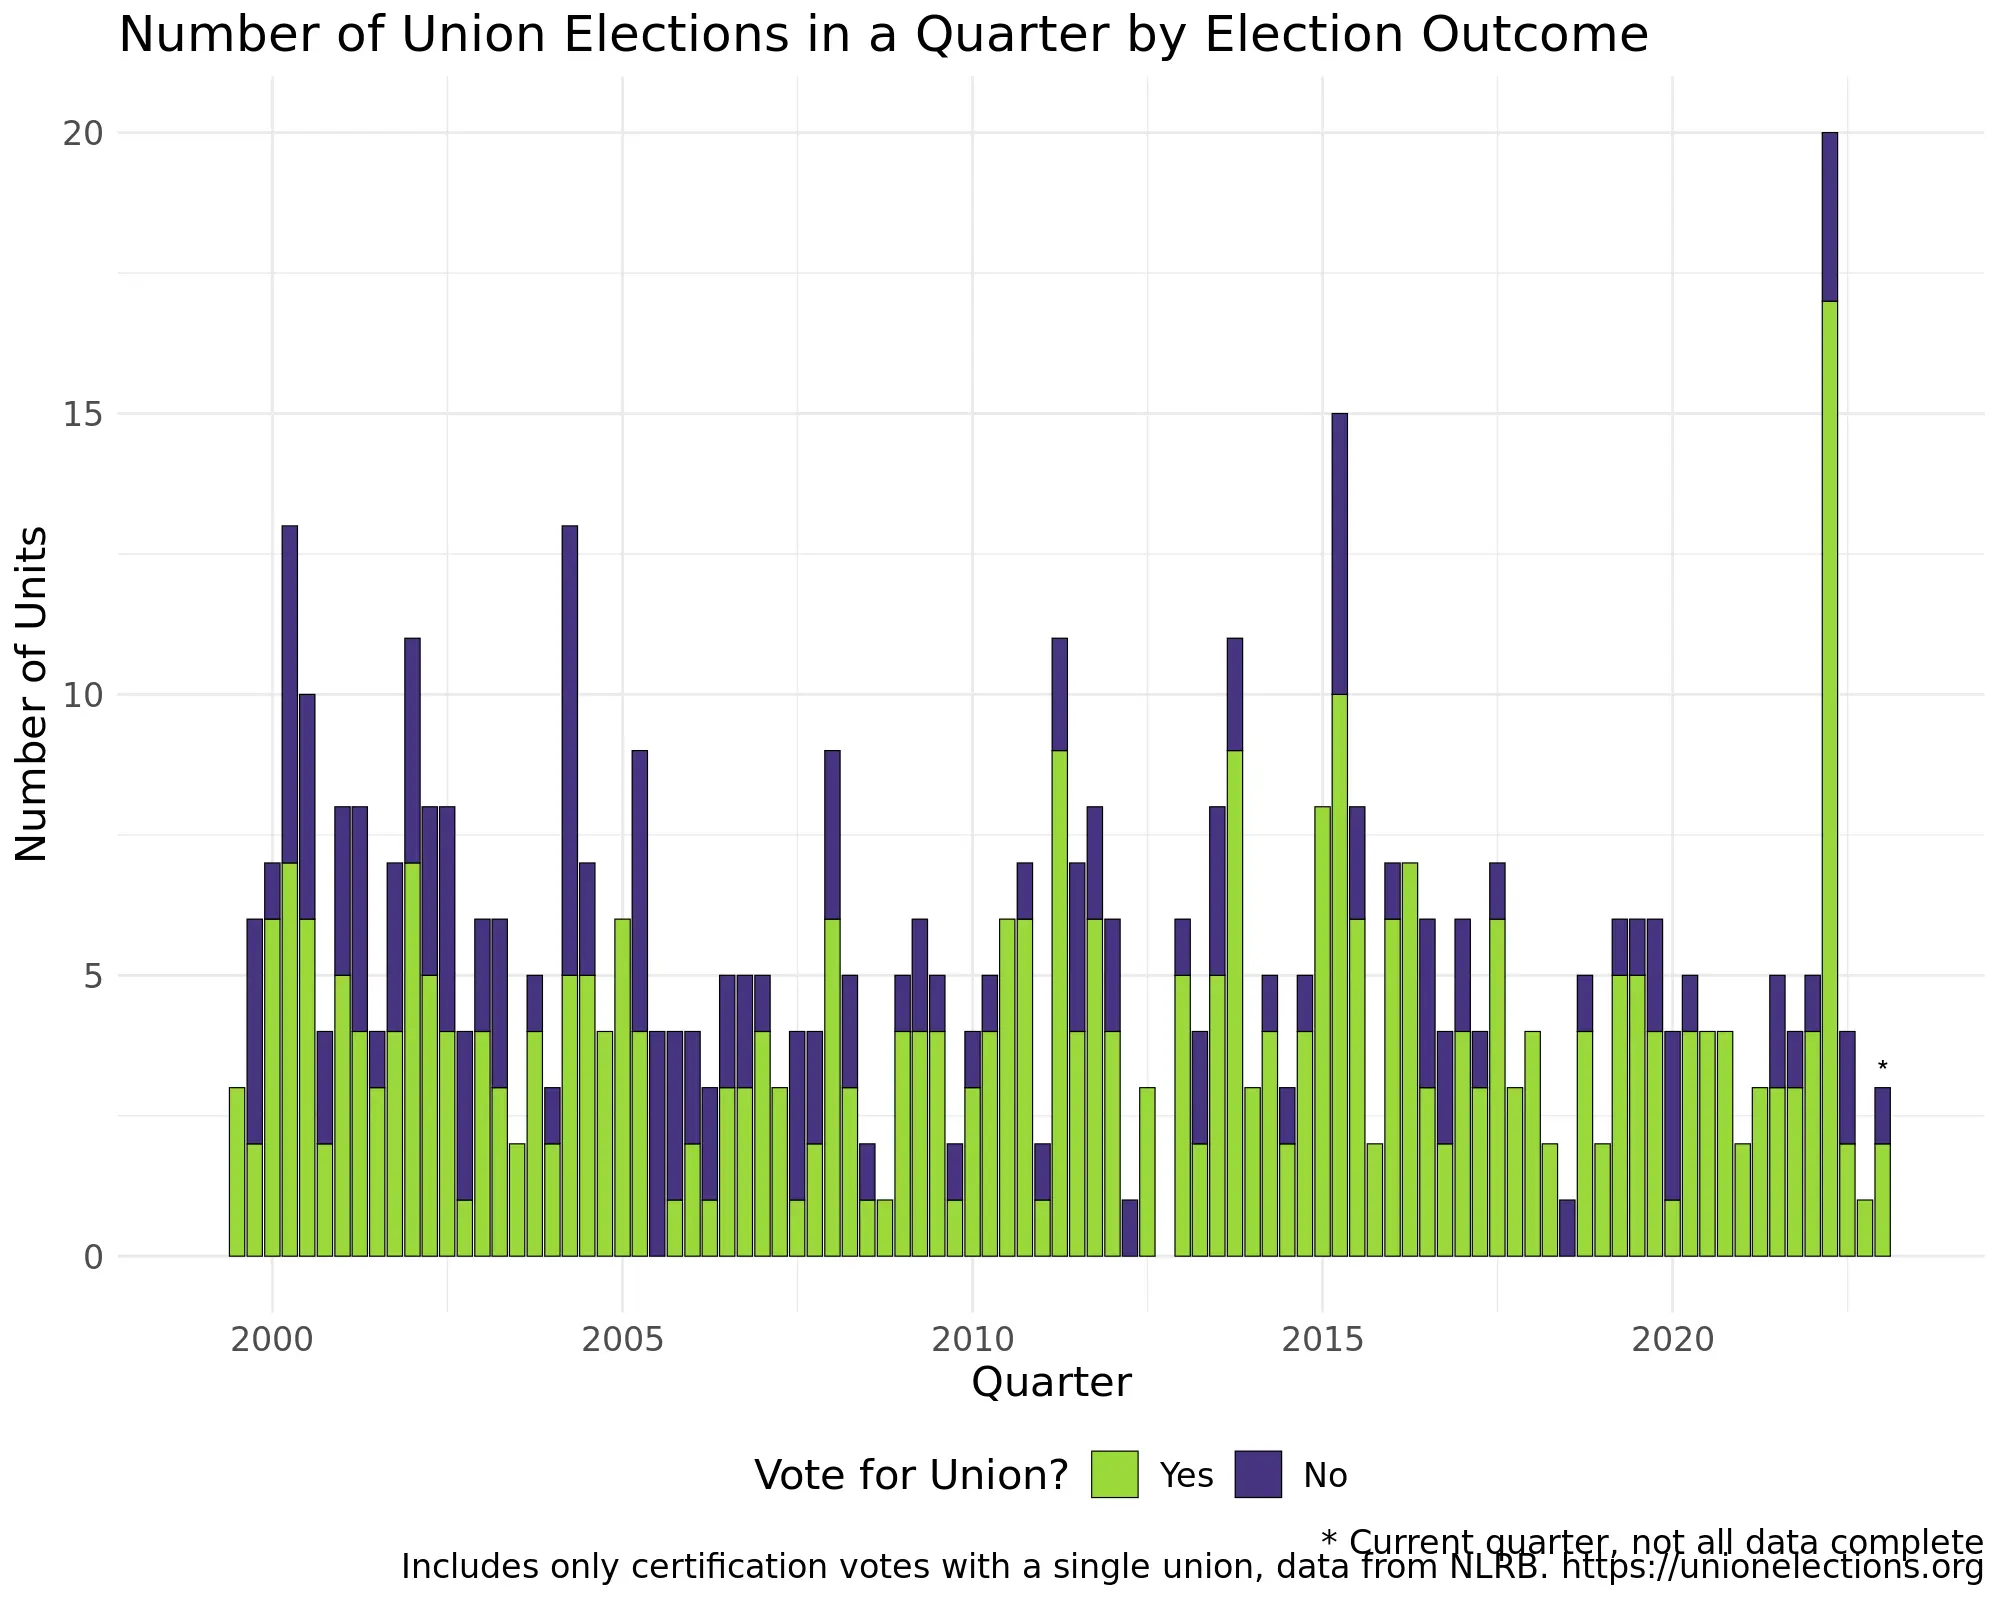 Number of Union Elections in a Quarter by Election Outcome
Number of Units
20
15
10
5
0
*
2000 2005 2010 2015 2020
Quarter
Vote for Union? Yes No
* Current quarter, not all data complete
Includes only certification votes with a single union, data from NLRB. https://unionelections.org